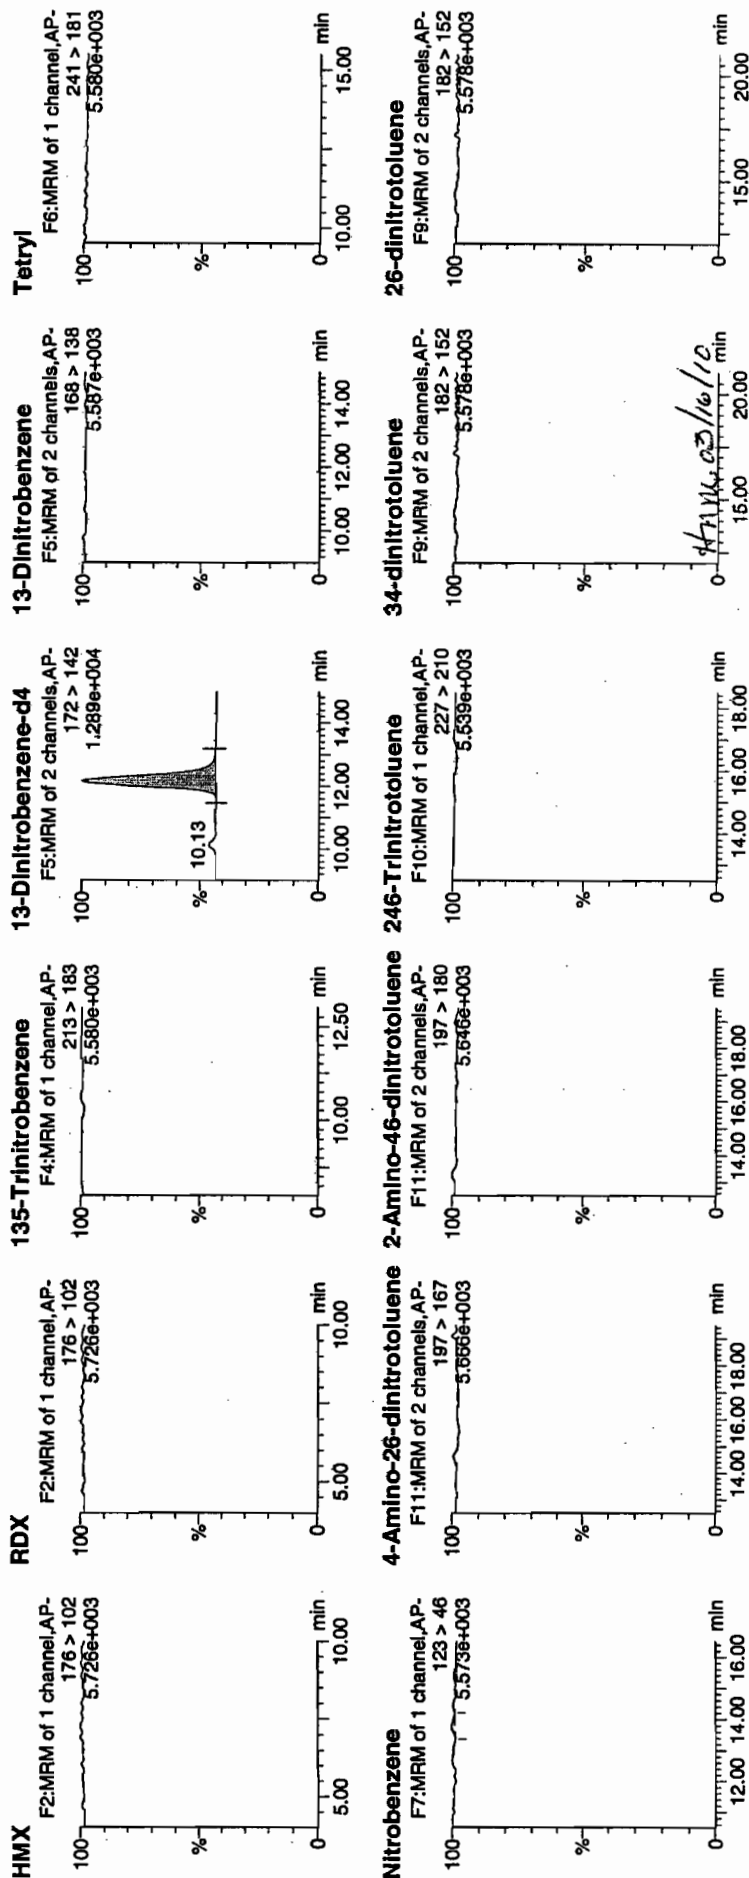 HMX
F2:MRM of 1 channel,AP-
176 > 102
5.726e+003
100
%
0
5.00
10.00
min
RDX
F2:MRM of 1 channel,AP-
176 > 102
5.726e+003
100
%
0
5.00
10.00
min
135-Trinitrobenzene
F4:MRM of 1 channel,AP-
213 > 183
5.580e+003
100
%
0
10.00
12.50
min
13-Dinitrobenzene-d4
F5:MRM of 2 channels,AP-
172 > 142
1.289e+004
100
10.13
%
0
10.00
12.00
14.00
min
13-Dinitrobenzene
F5:MRM of 2 channels,AP-
168 > 138
5.587e+003
100
%
0
10.00
12.00
14.00
min
Tetryl
F6:MRM of 1 channel,AP-
241 > 181
5.580e+003
100
%
0
10.00
15.00
min
Nitrobenzene
F7:MRM of 1 channel,AP-
123 > 46
5.573e+003
100
%
0
12.00
14.00
16.00
min
4-Amino-26-dinitrotoluene
F11:MRM of 2 channels,AP-
197 > 167
5.666e+003
100
%
0
14.00
16.00
18.00
min
2-Amino-46-dinitrotoluene
F11:MRM of 2 channels,AP-
197 > 180
5.646e+003
100
%
0
14.00
16.00
18.00
min
246-Trinitrotoluene
F10:MRM of 1 channel,AP-
227 > 210
5.539e+003
100
%
0
14.00
16.00
18.00
min
34-dinitrotoluene
F9:MRM of 2 channels,AP-
182 > 152
5.578e+003
100
%
0
15.00
20.00
min
03/16/10
26-dinitrotoluene
F9:MRM of 2 channels,AP-
182 > 152
5.578e+003
100
%
0
15.00
20.00
min